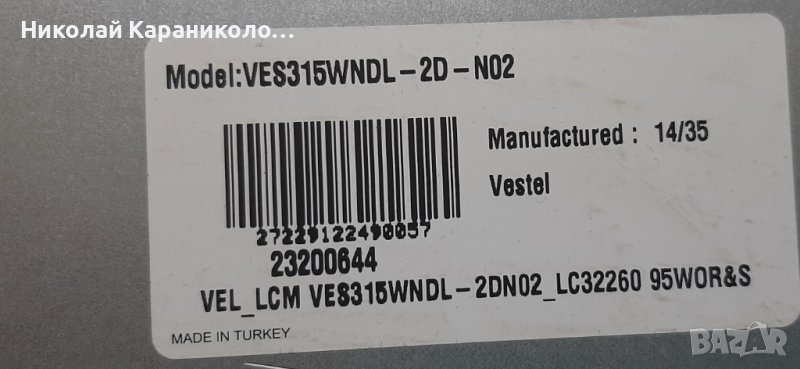 Николай Караниколо...
Model:VES315WNDL-2D-N02
Manufactured : 14/35
Vestel
27229122490057
23200644
VEL_LCM VES315WNDL-2DN02_LC32260 95WOR&S
MADE IN TURKEY
BAZAR